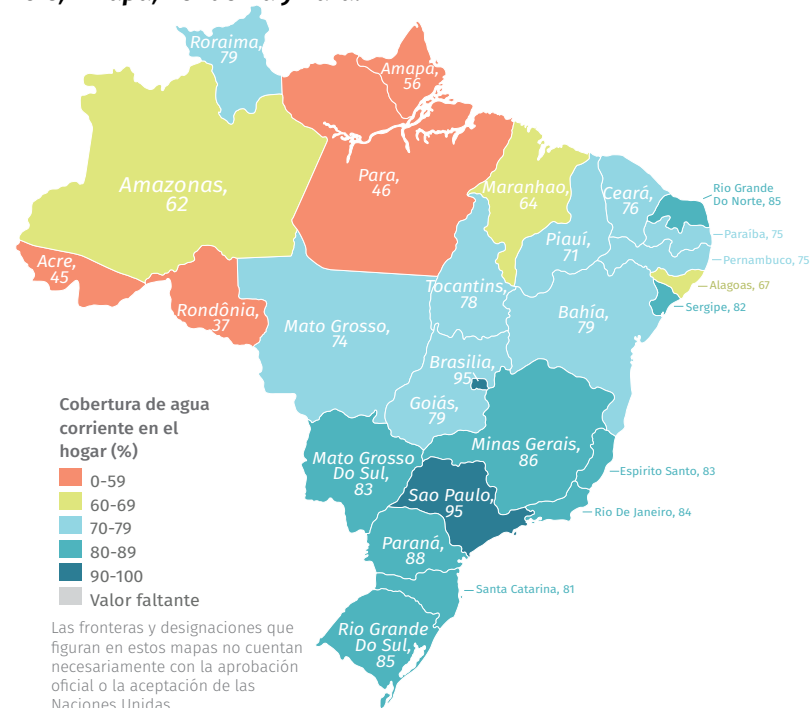 Roraima,
79
Amapá,
56
Amazonas,
62
Para,
46
Maranhao,
64
Ceará,
76
Rio Grande
Do Norte, 85
Piauí,
71
Paraiba, 75
Pernambuco, 75
Acre,
45
Alagoas, 67
Tocantins,
78
Sergipe, 82
Rondônia,
37
Mato Grosso,
74
Bahía,
79
Brasilia,
95
Goiás,
79
Cobertura de agua
corriente en el
hogar (%)
0-59
60-69
70-79
80-89
90-100
Valor faltante
Minas Gerais,
86
Mato Grosso
Do Sul,
83
Espirito Santo, 83
Sao Paulo,
95
Rio De Janeiro, 84
Paraná,
88
Santa Catarina, 81
Rio Grande
Do Sul,
85
Las fronteras y designaciones que
figuran en estos mapas no cuentan
necesariamente con la aprobación
oficial o la aceptación de las
Naciones Unidas